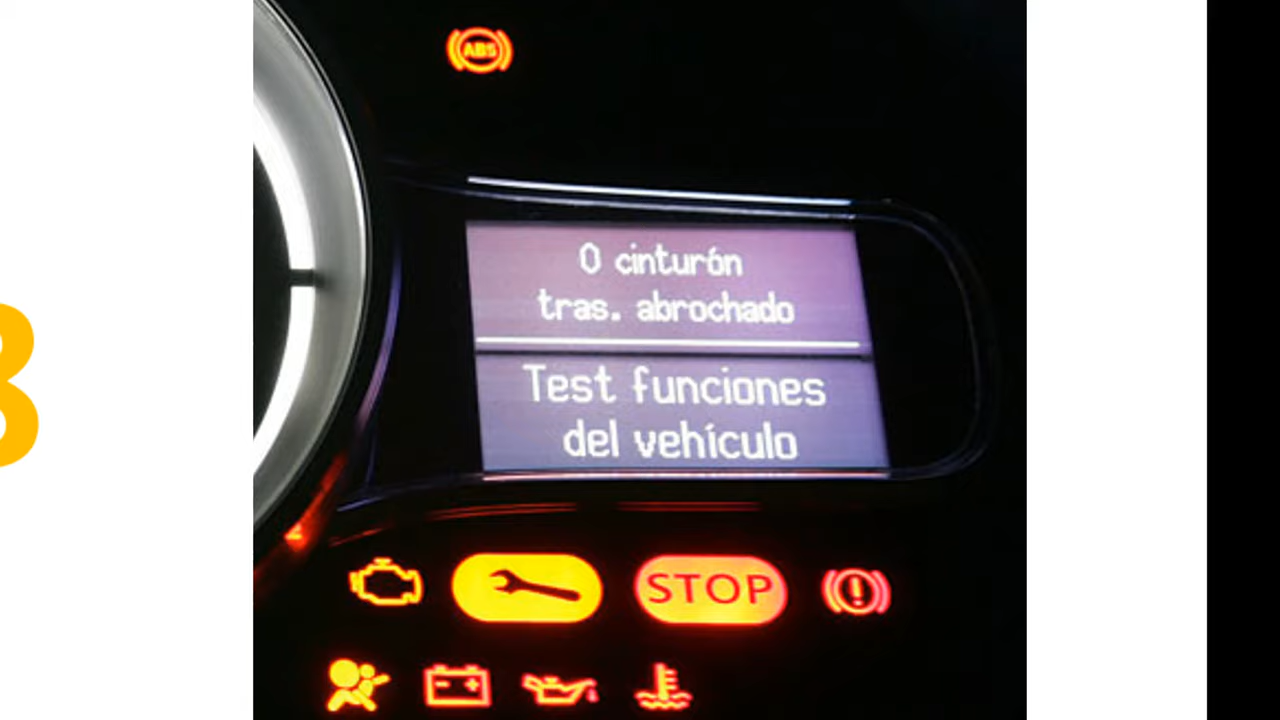 ABS
0 cinturón
tras. abrochado
Test funciones
del vehículo
STOP